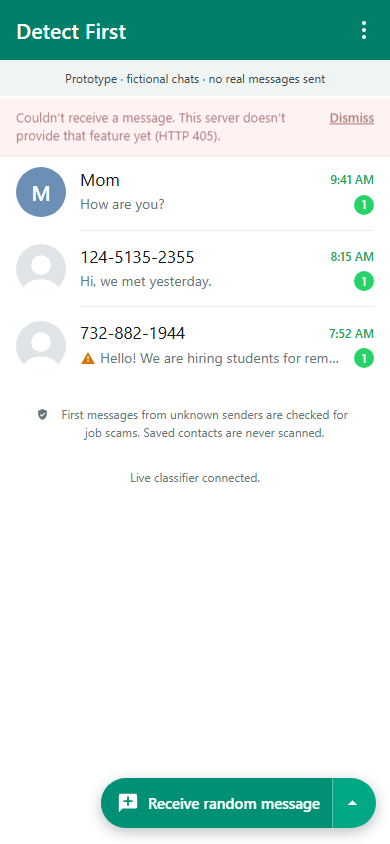 Detect First
Prototype · fictional chats · no real messages sent
Couldn't receive a message. This server doesn't
provide that feature yet (HTTP 405).
Dismiss
M
Mom
9:41 AM
How are you?
1
124-5135-2355
8:15 AM
Hi, we met yesterday.
1
732-882-1944
7:52 AM
Hello! We are hiring students for rem...
1
First messages from unknown senders are checked for
job scams. Saved contacts are never scanned.
Live classifier connected.
Receive random message